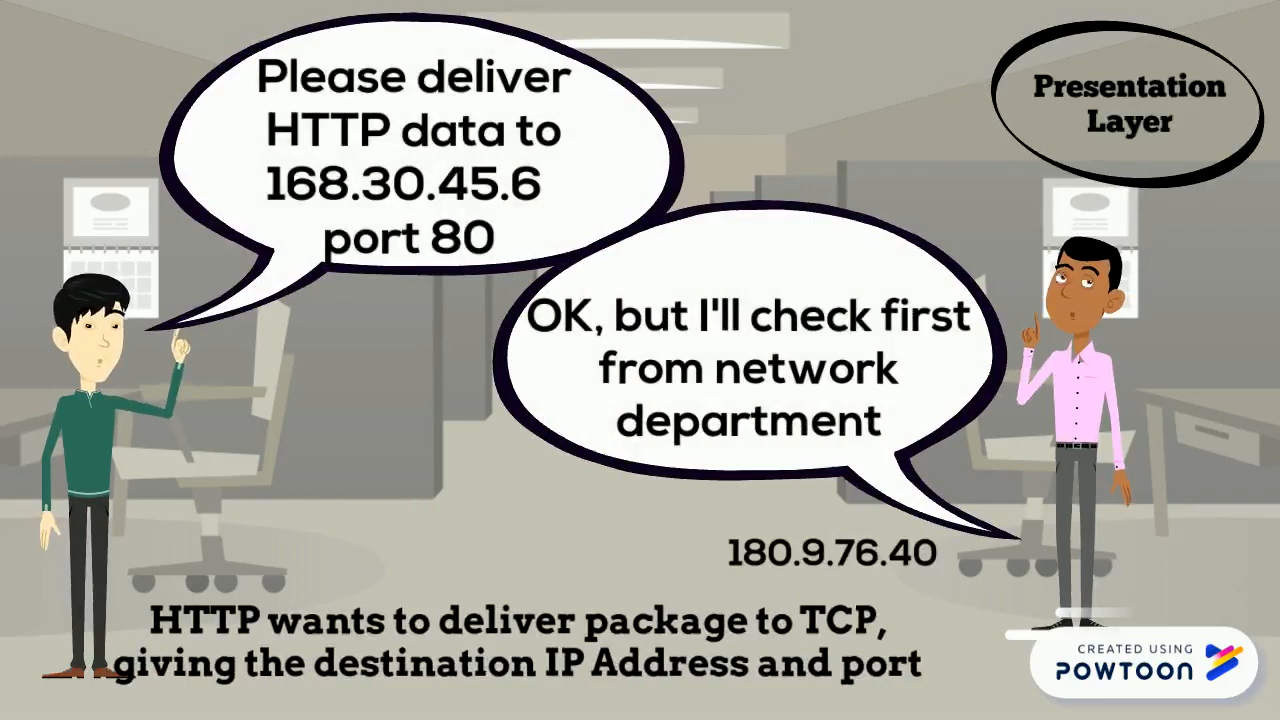 Please deliver
HTTP data to
168.30.45.6
port 80
Presentation
Layer
OK, but I'll check first
from network
department
180.9.76.40
HTTP wants to deliver package to TCP,
giving the destination IP Address and port
CREATED USING
POWTOON